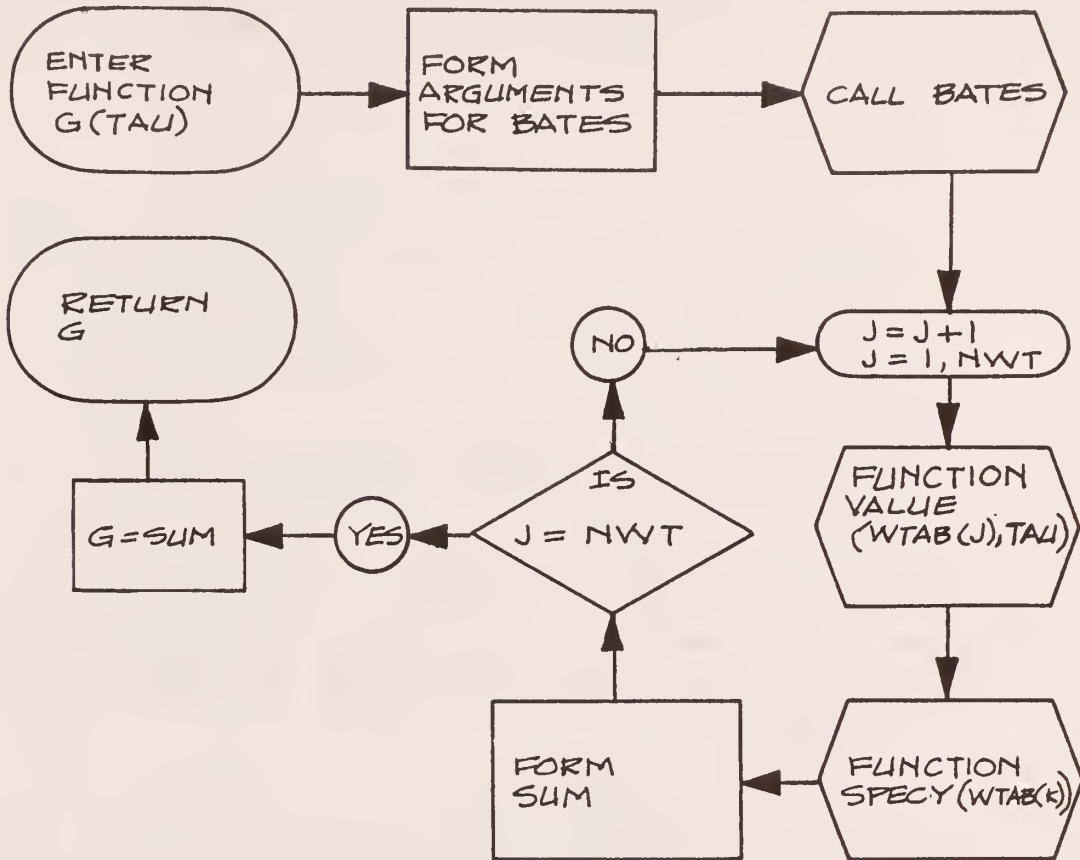 ENTER
FUNCTION
G(TAU)
FORM
ARGUMENTS
FOR BATES
CALL BATES
J = J+1
J = 1, NWT
FUNCTION
VALUE
(WTAB(J),TAU)
FUNCTION
SPECY(WTAB(K))
FORM
SUM
IS
J = NWT
NO
YES
G=SUM
RETURN
G